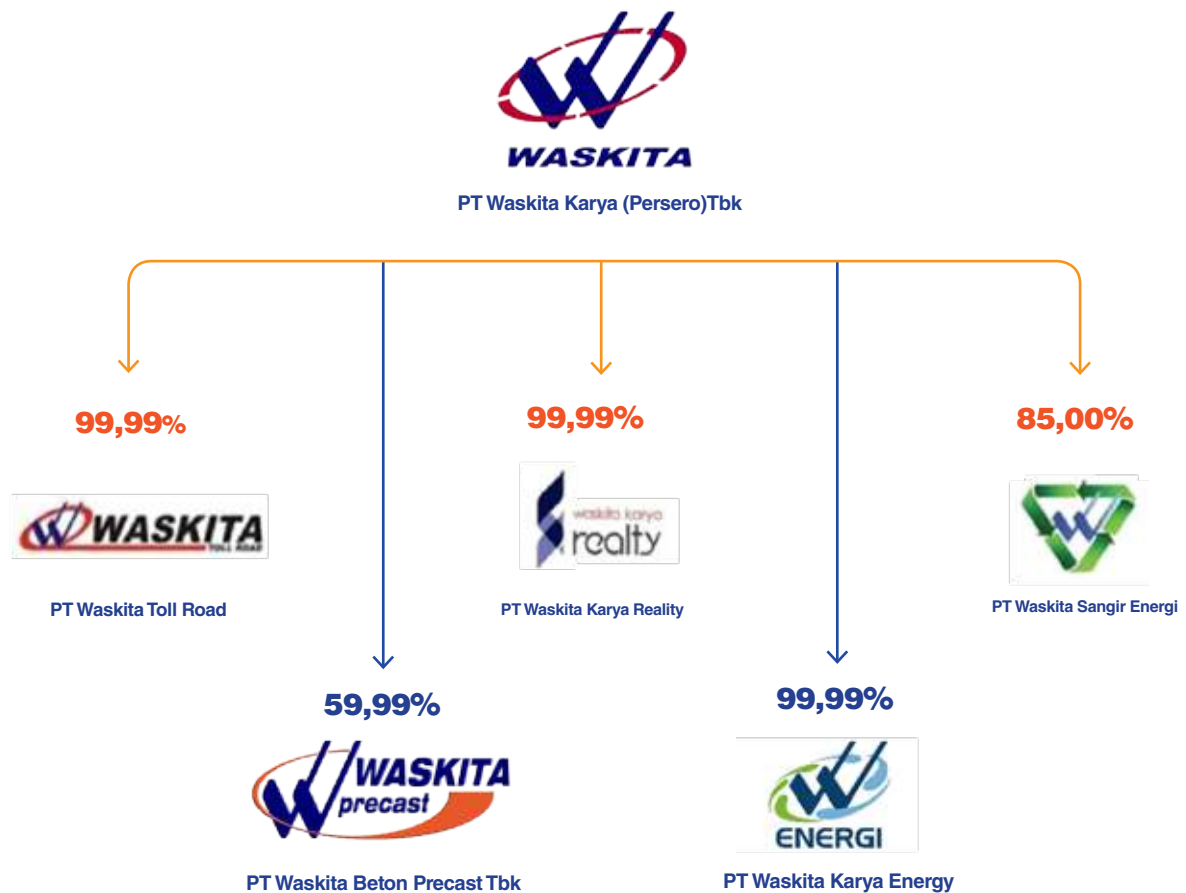 WASKITA
PT Waskita Karya (Persero)Tbk
99,99%
99,99%
85,00%
WASKITA
TOLL ROAD
waskita karya
realty
PT Waskita Toll Road
PT Waskita Karya Reality
PT Waskita Sangir Energi
59,99%
99,99%
WASKITA
precast
ENERGI
PT Waskita Beton Precast Tbk
PT Waskita Karya Energy